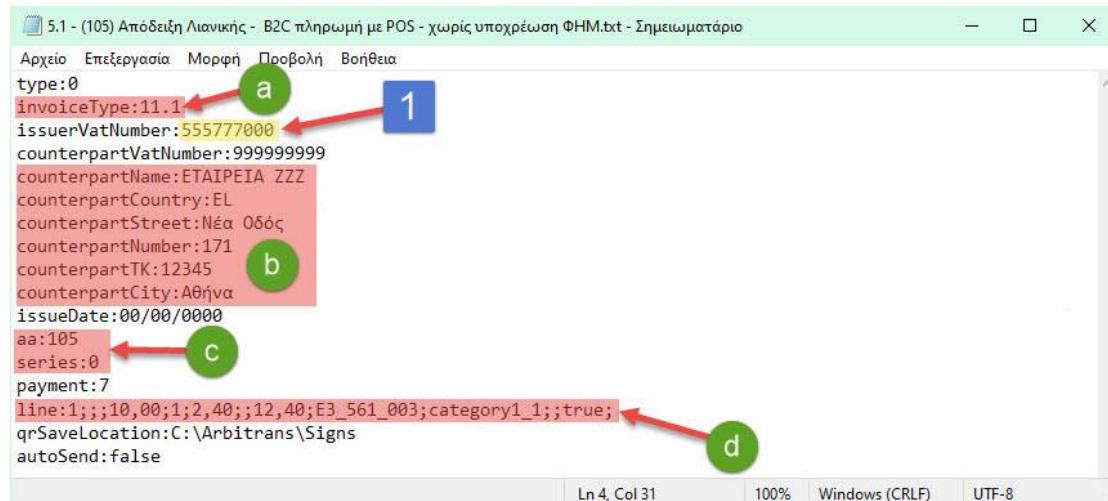 5.1 - (105) Απόδειξη Λιανικής -  B2C πληρωμή με POS - χωρίς υποχρέωση ΦΗΜ.txt - Σημειωματάριο
Αρχείο Επεξεργασία Μορφή Προβολή Βοήθεια
type:0
invoiceType:11.1
a
1
issuerVatNumber:555777000
counterpartVatNumber:999999999
counterpartName:ΕΤΑΙΡΕΙΑ ΖΖΖ
counterpartCountry:EL
counterpartStreet:Νέα Οδός
counterpartNumber:171
counterpartTK:12345
b
counterpartCity:Αθήνα
issueDate:00/00/0000
aa:105
c
series:0
payment:7
line:1;;;10,00;1;2,40;;12,40;E3_561_003;category1_1;;true;
d
qrSaveLocation:C:\Arbitrans\Signs
autoSend:false
Ln 4, Col 31 100% Windows (CRLF) UTF-8